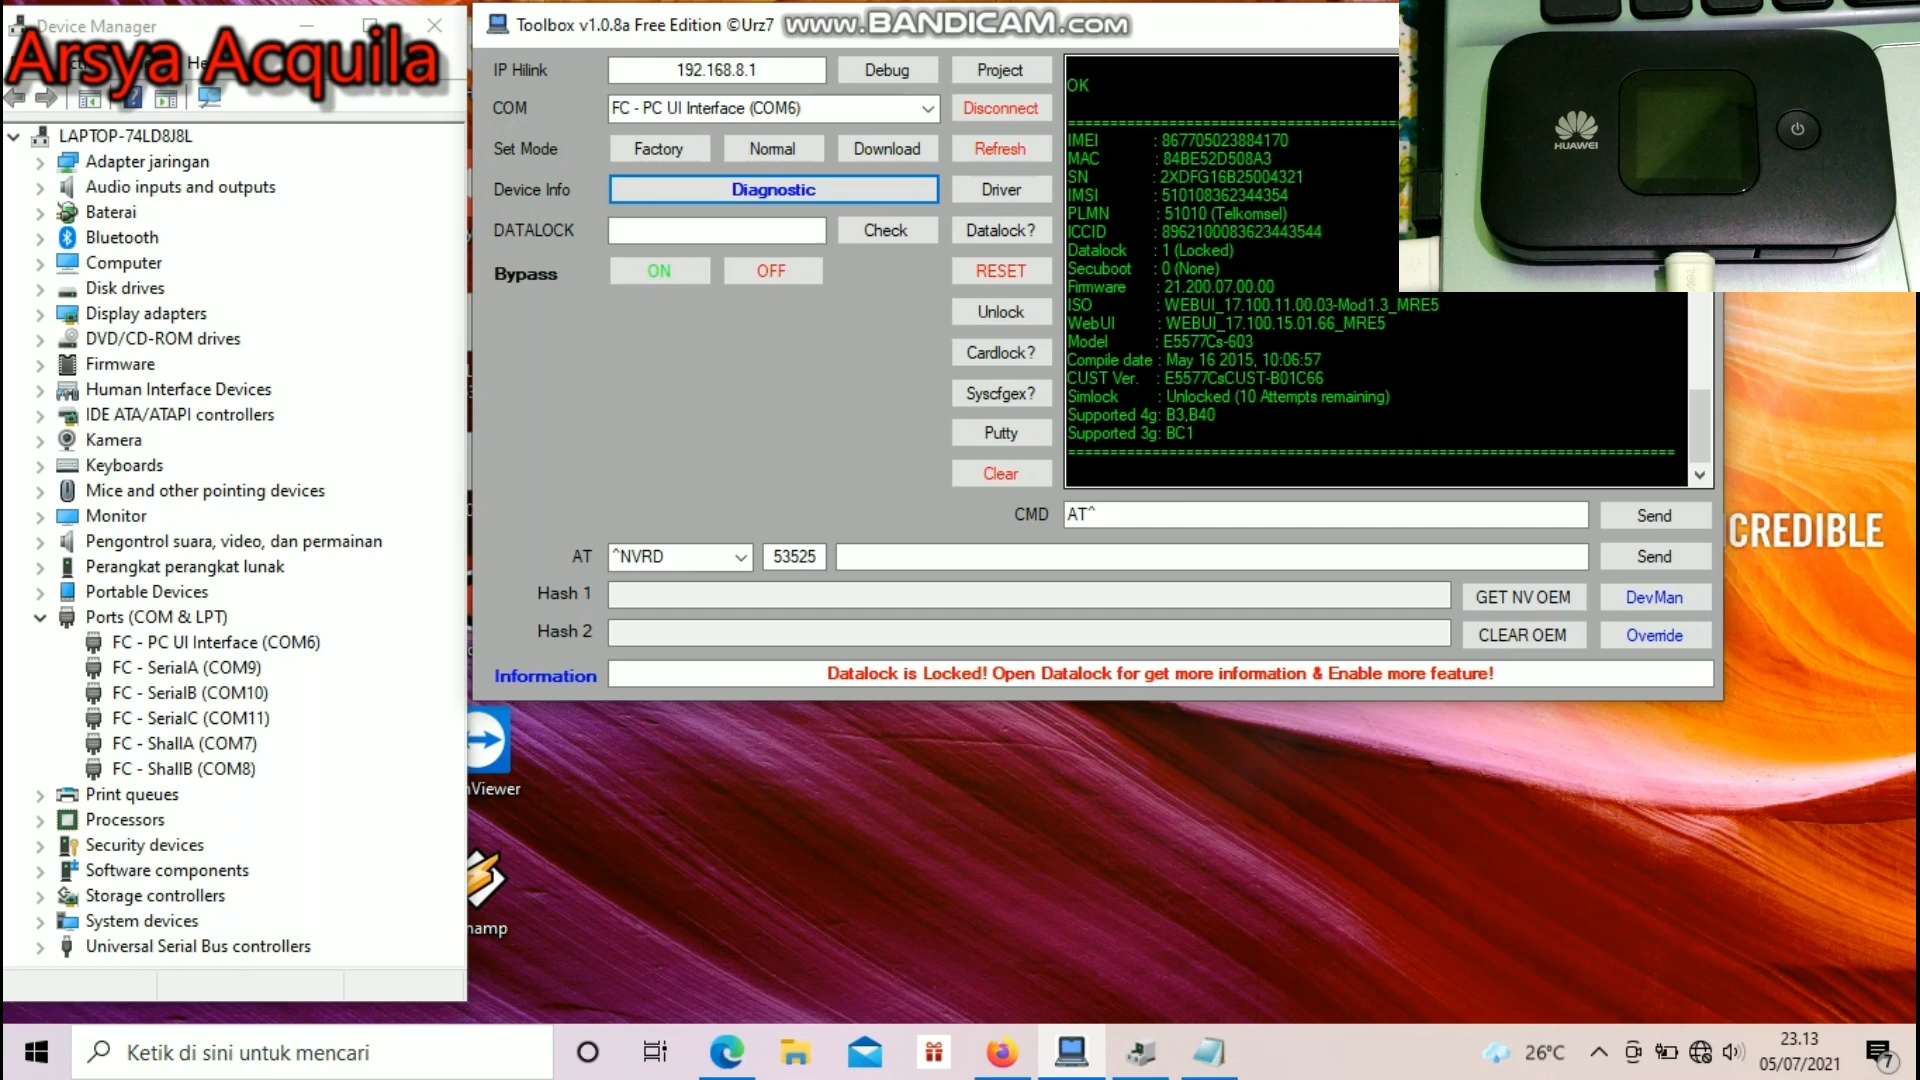 Device Manager
Arsya Acquila
LAPTOP-74LD8J8L
Adapter jaringan
Audio inputs and outputs
Baterai
Bluetooth
Computer
Disk drives
Display adapters
DVD/CD-ROM drives
Firmware
Human Interface Devices
IDE ATA/ATAPI controllers
Kamera
Keyboards
Mice and other pointing devices
Monitor
Pengontrol suara, video, dan permainan
Perangkat perangkat lunak
Portable Devices
Ports (COM & LPT)
FC - PC UI Interface (COM6)
FC - SerialA (COM9)
FC - SerialB (COM10)
FC - SerialC (COM11)
FC - ShallA (COM7)
FC - ShallB (COM8)
Print queues
Processors
Security devices
Software components
Storage controllers
System devices
Universal Serial Bus controllers
Toolbox v1.0.8a Free Edition ©Urz7
www.BANDICAM.com
IP Hilink 192.168.8.1 Debug Project
COM FC - PC UI Interface (COM6) Disconnect
Set Mode Factory Normal Download Refresh
Device Info Diagnostic Driver
DATALOCK Check Datalock?
Bypass ON OFF RESET
Unlock
Cardlock?
Syscfgex?
Putty
Clear
OK
IMEI : 867705023884170
MAC : 84BE52D508A3
SN : 2XDFG16B25004321
IMSI : 510108362344354
PLMN : 51010 (Telkomsel)
ICCID : 8962100083623443544
Datalock : 1 (Locked)
Secuboot : 0 (None)
Firmware : 21.200.07.00.00
ISO : WEBUI_17.100.11.00.03-Mod1.3_MRE5
WebUI : WEBUI_17.100.15.01.66_MRE5
Model : E5577Cs-603
Compile date : May 16 2015, 10:06:57
CUST Ver. : E5577CsCUST-B01C66
Simlock : Unlocked (10 Attempts remaining)
Supported 4g: B3,B40
Supported 3g: BC1
CMD AT^ Send
AT ^NVRD 53525 Send
Hash 1 GET NV OEM DevMan
Hash 2 CLEAR OEM Override
Information Datalock is Locked! Open Datalock for get more information & Enable more feature!
HUAWEI
CREDIBLE
Viewer
Ketik di sini untuk mencari
26°C
23.13
05/07/2021
7